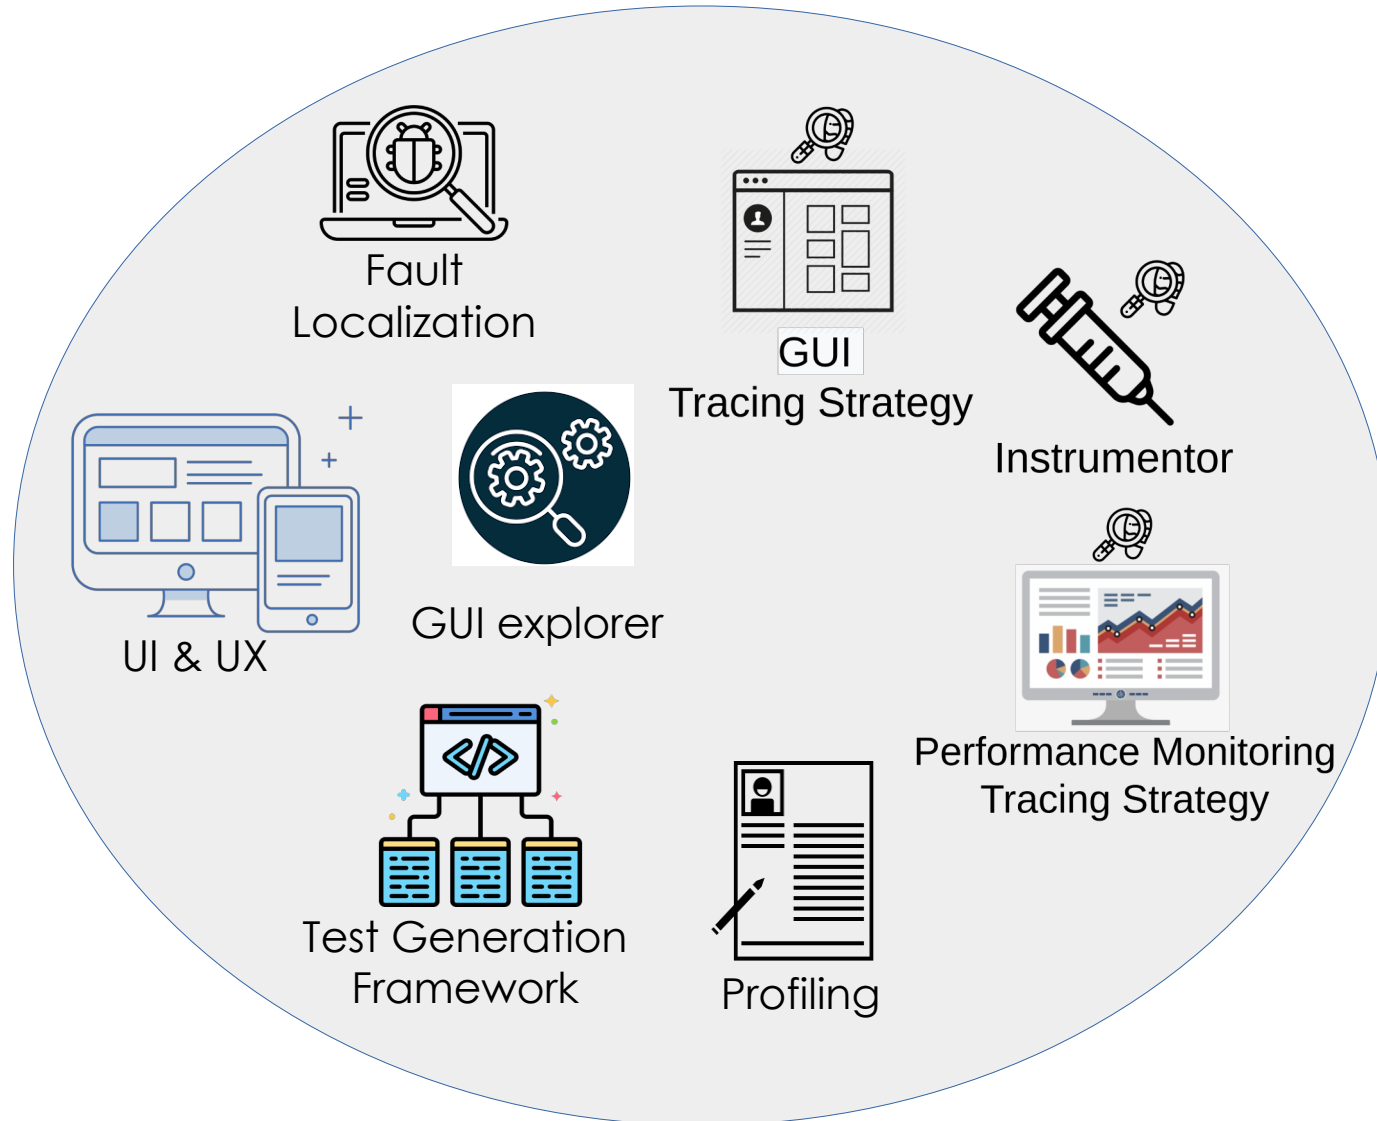 Fault
Localization
GUI
Tracing Strategy
Instrumentor
UI & UX
GUI explorer
Performance Monitoring
Tracing Strategy
</>
Test Generation
Framework
Profiling